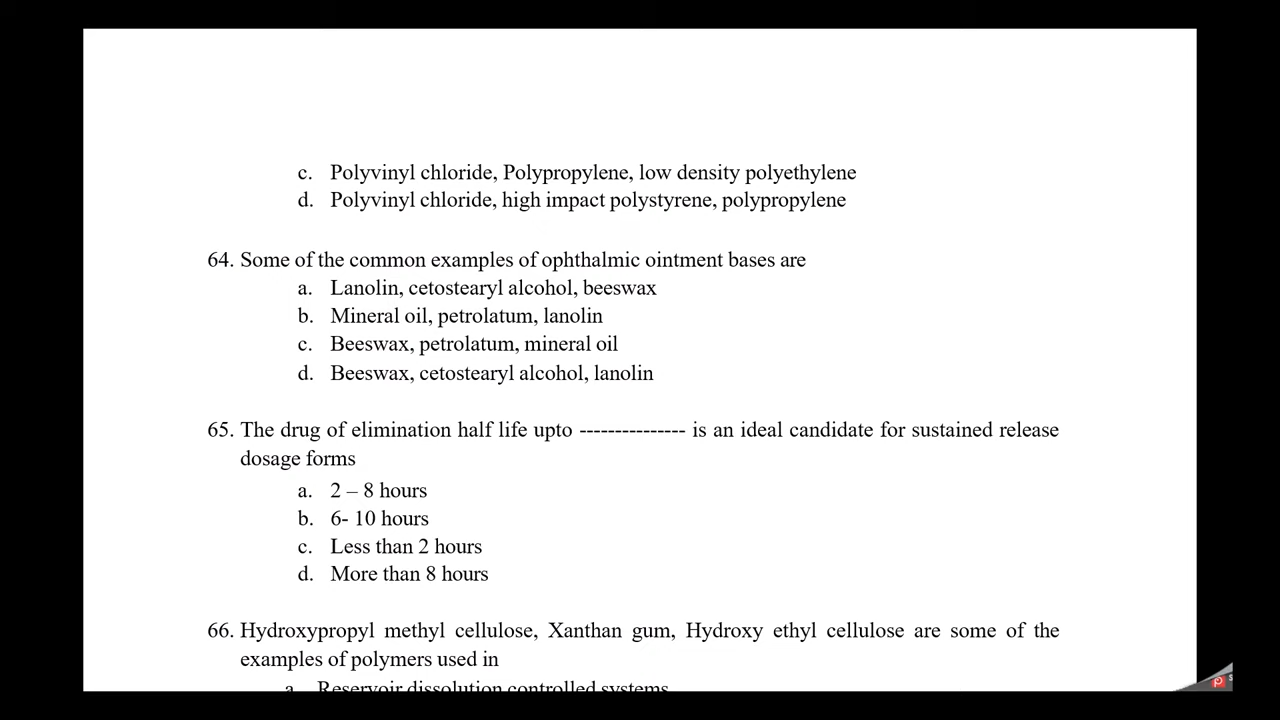 c. Polyvinyl chloride, Polypropylene, low density polyethylene
d. Polyvinyl chloride, high impact polystyrene, polypropylene
64. Some of the common examples of ophthalmic ointment bases are
a. Lanolin, cetostearyl alcohol, beeswax
b. Mineral oil, petrolatum, lanolin
c. Beeswax, petrolatum, mineral oil
d. Beeswax, cetostearyl alcohol, lanolin
65. The drug of elimination half life upto --------------- is an ideal candidate for sustained release
dosage forms
a. 2 – 8 hours
b. 6- 10 hours
c. Less than 2 hours
d. More than 8 hours
66. Hydroxypropyl methyl cellulose, Xanthan gum, Hydroxy ethyl cellulose are some of the
examples of polymers used in
a. Reservoir dissolution controlled systems